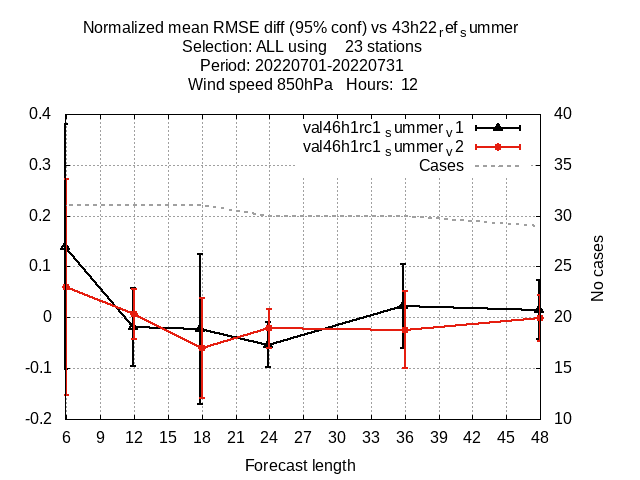 Normalized mean RMSE diff (95% conf) vs 43h22refsummer
Selection: ALL using 23 stations
Period: 20220701-20220731
Wind speed 850hPa Hours: 12
val46h1rc1summerv1
val46h1rc1summerv2
Cases
0.4
0.3
0.2
0.1
0
-0.1
-0.2
40
35
30
25
20
15
10
No cases
6 9 12 15 18 21 24 27 30 33 36 39 42 45 48
Forecast length